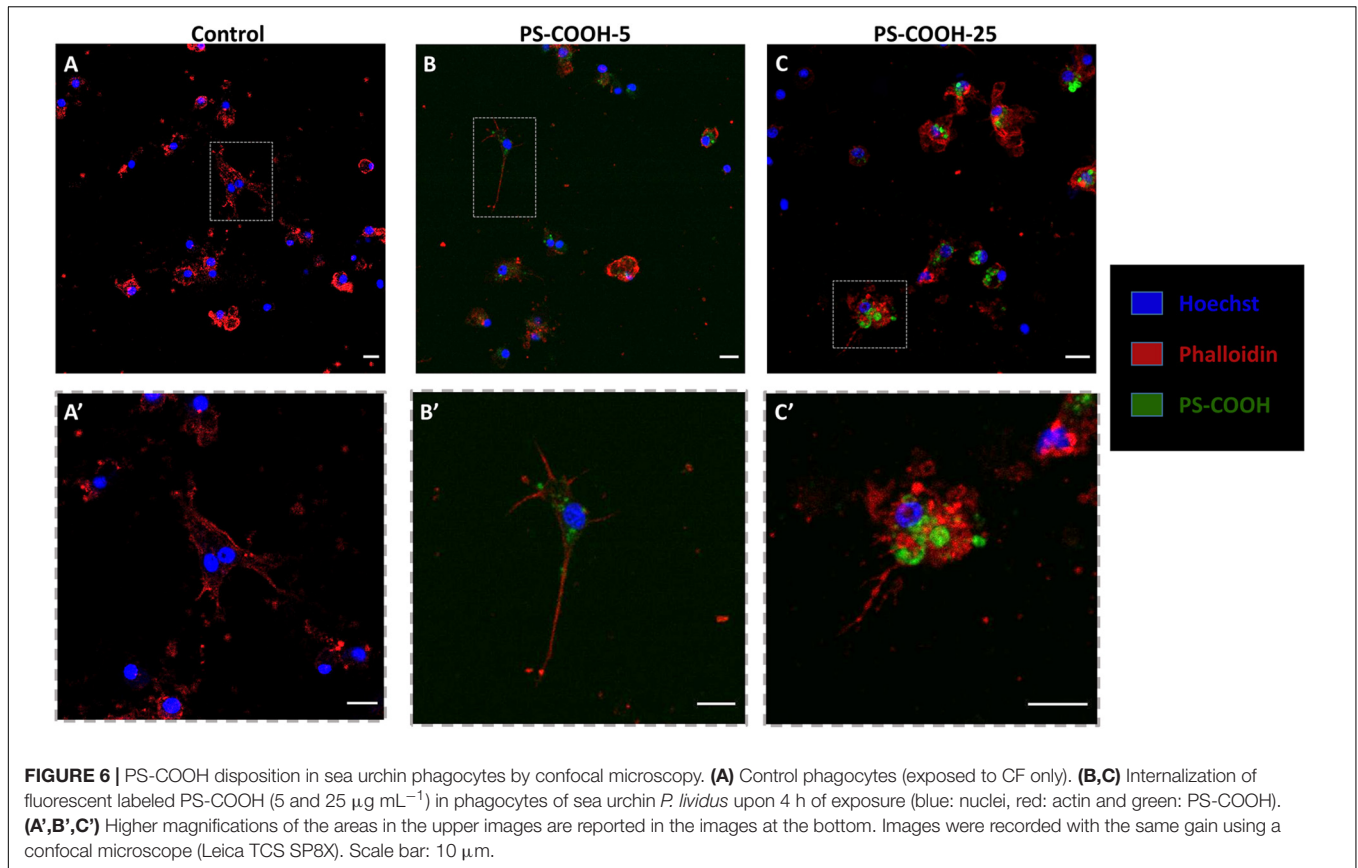 Control
PS-COOH-5
PS-COOH-25
A
B
C
Hoechst
Phalloidin
PS-COOH
A'
B'
C'
FIGURE 6 | PS-COOH disposition in sea urchin phagocytes by confocal microscopy. (A) Control phagocytes (exposed to CF only). (B,C) Internalization of
fluorescent labeled PS-COOH (5 and 25 μg mL−1) in phagocytes of sea urchin P. lividus upon 4 h of exposure (blue: nuclei, red: actin and green: PS-COOH).
(A',B',C') Higher magnifications of the areas in the upper images are reported in the images at the bottom. Images were recorded with the same gain using a
confocal microscope (Leica TCS SP8X). Scale bar: 10 μm.